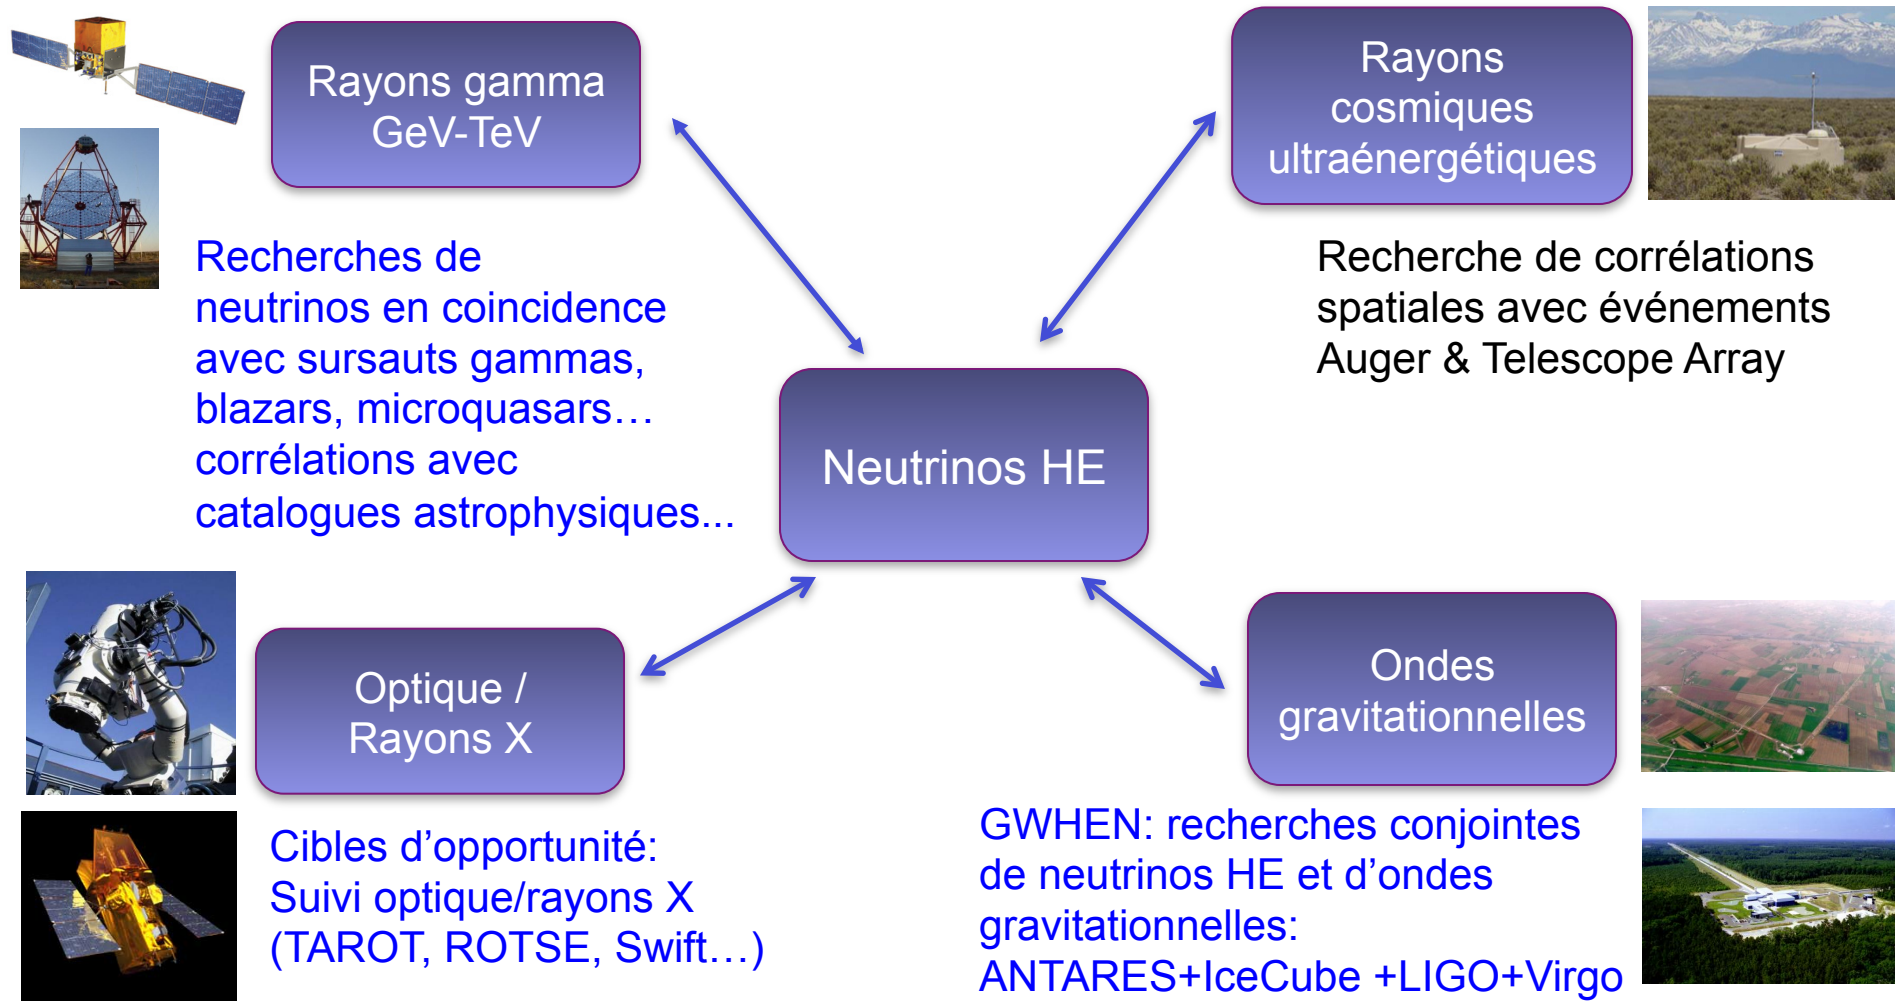 Rayons gamma
GeV-TeV
Rayons
cosmiques
ultraénergétiques
Recherches de
neutrinos en coincidence
avec sursauts gammas,
blazars, microquasars…
corrélations avec
catalogues astrophysiques...
Recherche de corrélations
spatiales avec événements
Auger & Telescope Array
Neutrinos HE
Optique /
Rayons X
Ondes
gravitationnelles
Cibles d’opportunité:
Suivi optique/rayons X
(TAROT, ROTSE, Swift…)
GWHEN: recherches conjointes
de neutrinos HE et d’ondes
gravitationnelles:
ANTARES+IceCube +LIGO+Virgo